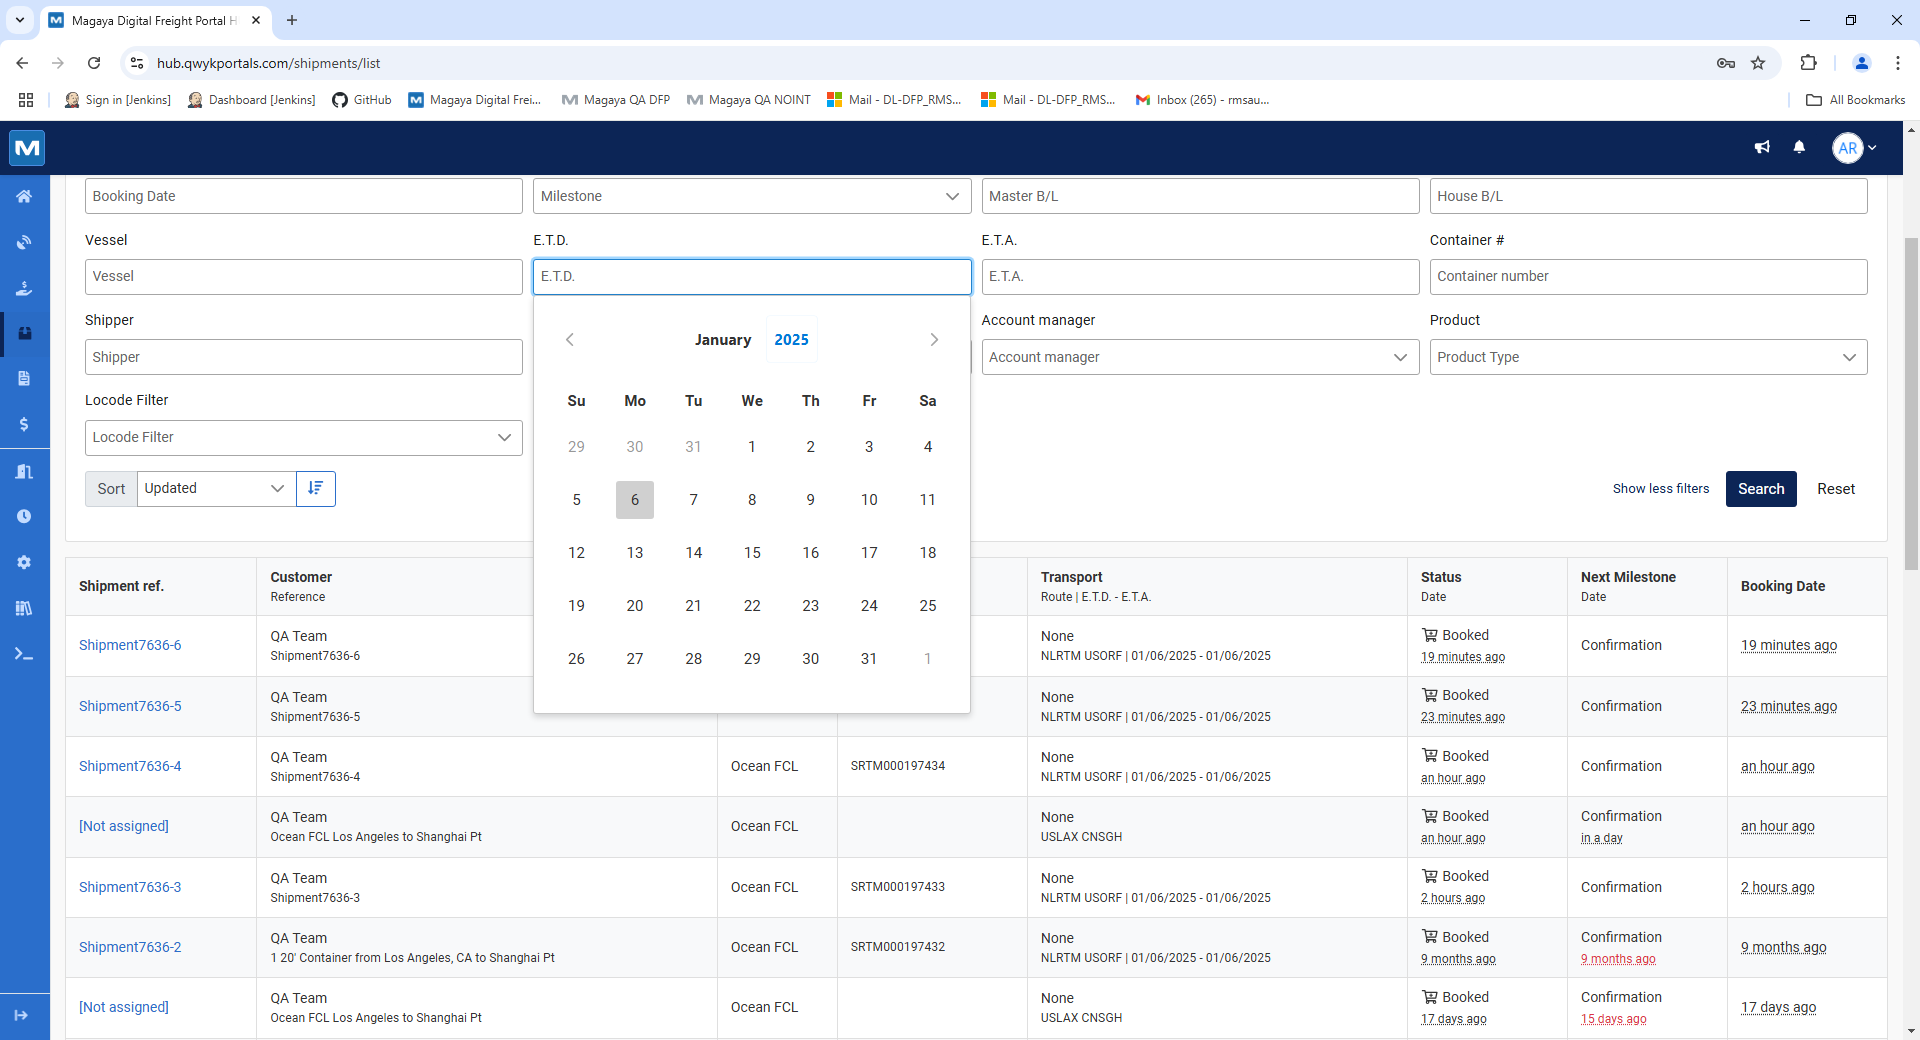 Magaya Digital Freight Portal H
hub.qwykportals.com/shipments/list
Sign in [Jenkins]
Dashboard [Jenkins]
GitHub
Magaya Digital Frei...
Magaya QA DFP
Magaya QA NOINT
Mail - DL-DFP_RMS...
Mail - DL-DFP_RMS...
Inbox (265) - rmsau...
All Bookmarks
M
AR
Booking Date
Milestone
Master B/L
House B/L
Vessel
E.T.D.
E.T.A.
Container #
Vessel
E.T.D.
E.T.A.
Container number
Shipper
Account manager
Product
Shipper
Account manager
Product Type
Locode Filter
Locode Filter
Sort
Updated
Show less filters
Search
Reset
January 2025
Su Mo Tu We Th Fr Sa
29 30 31 1 2 3 4
5 6 7 8 9 10 11
12 13 14 15 16 17 18
19 20 21 22 23 24 25
26 27 28 29 30 31 1
Shipment ref.
Customer
Reference
Transport
Route | E.T.D. - E.T.A.
Status
Date
Next Milestone
Date
Booking Date
Shipment7636-6
QA Team
Shipment7636-6
None
NLRTM USORF | 01/06/2025 - 01/06/2025
Booked
19 minutes ago
Confirmation
19 minutes ago
Shipment7636-5
QA Team
Shipment7636-5
None
NLRTM USORF | 01/06/2025 - 01/06/2025
Booked
23 minutes ago
Confirmation
23 minutes ago
Shipment7636-4
QA Team
Shipment7636-4
Ocean FCL
SRTM000197434
None
NLRTM USORF | 01/06/2025 - 01/06/2025
Booked
an hour ago
Confirmation
an hour ago
[Not assigned]
QA Team
Ocean FCL Los Angeles to Shanghai Pt
Ocean FCL
None
USLAX CNSGH
Booked
an hour ago
Confirmation
in a day
an hour ago
Shipment7636-3
QA Team
Shipment7636-3
Ocean FCL
SRTM000197433
None
NLRTM USORF | 01/06/2025 - 01/06/2025
Booked
2 hours ago
Confirmation
2 hours ago
Shipment7636-2
QA Team
1 20' Container from Los Angeles, CA to Shanghai Pt
Ocean FCL
SRTM000197432
None
NLRTM USORF | 01/06/2025 - 01/06/2025
Booked
9 months ago
Confirmation
9 months ago
9 months ago
[Not assigned]
QA Team
Ocean FCL Los Angeles to Shanghai Pt
Ocean FCL
None
USLAX CNSGH
Booked
17 days ago
Confirmation
15 days ago
17 days ago